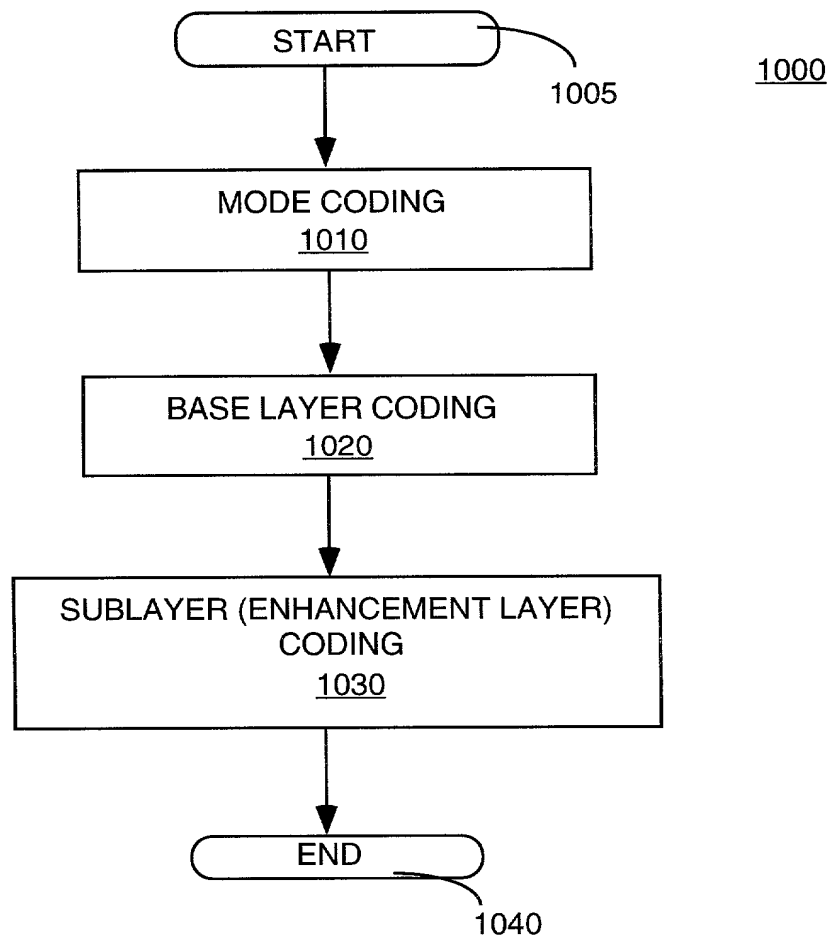 START
1005
1000
MODE CODING
1010
BASE LAYER CODING
1020
SUBLAYER (ENHANCEMENT LAYER)
CODING
1030
END
1040